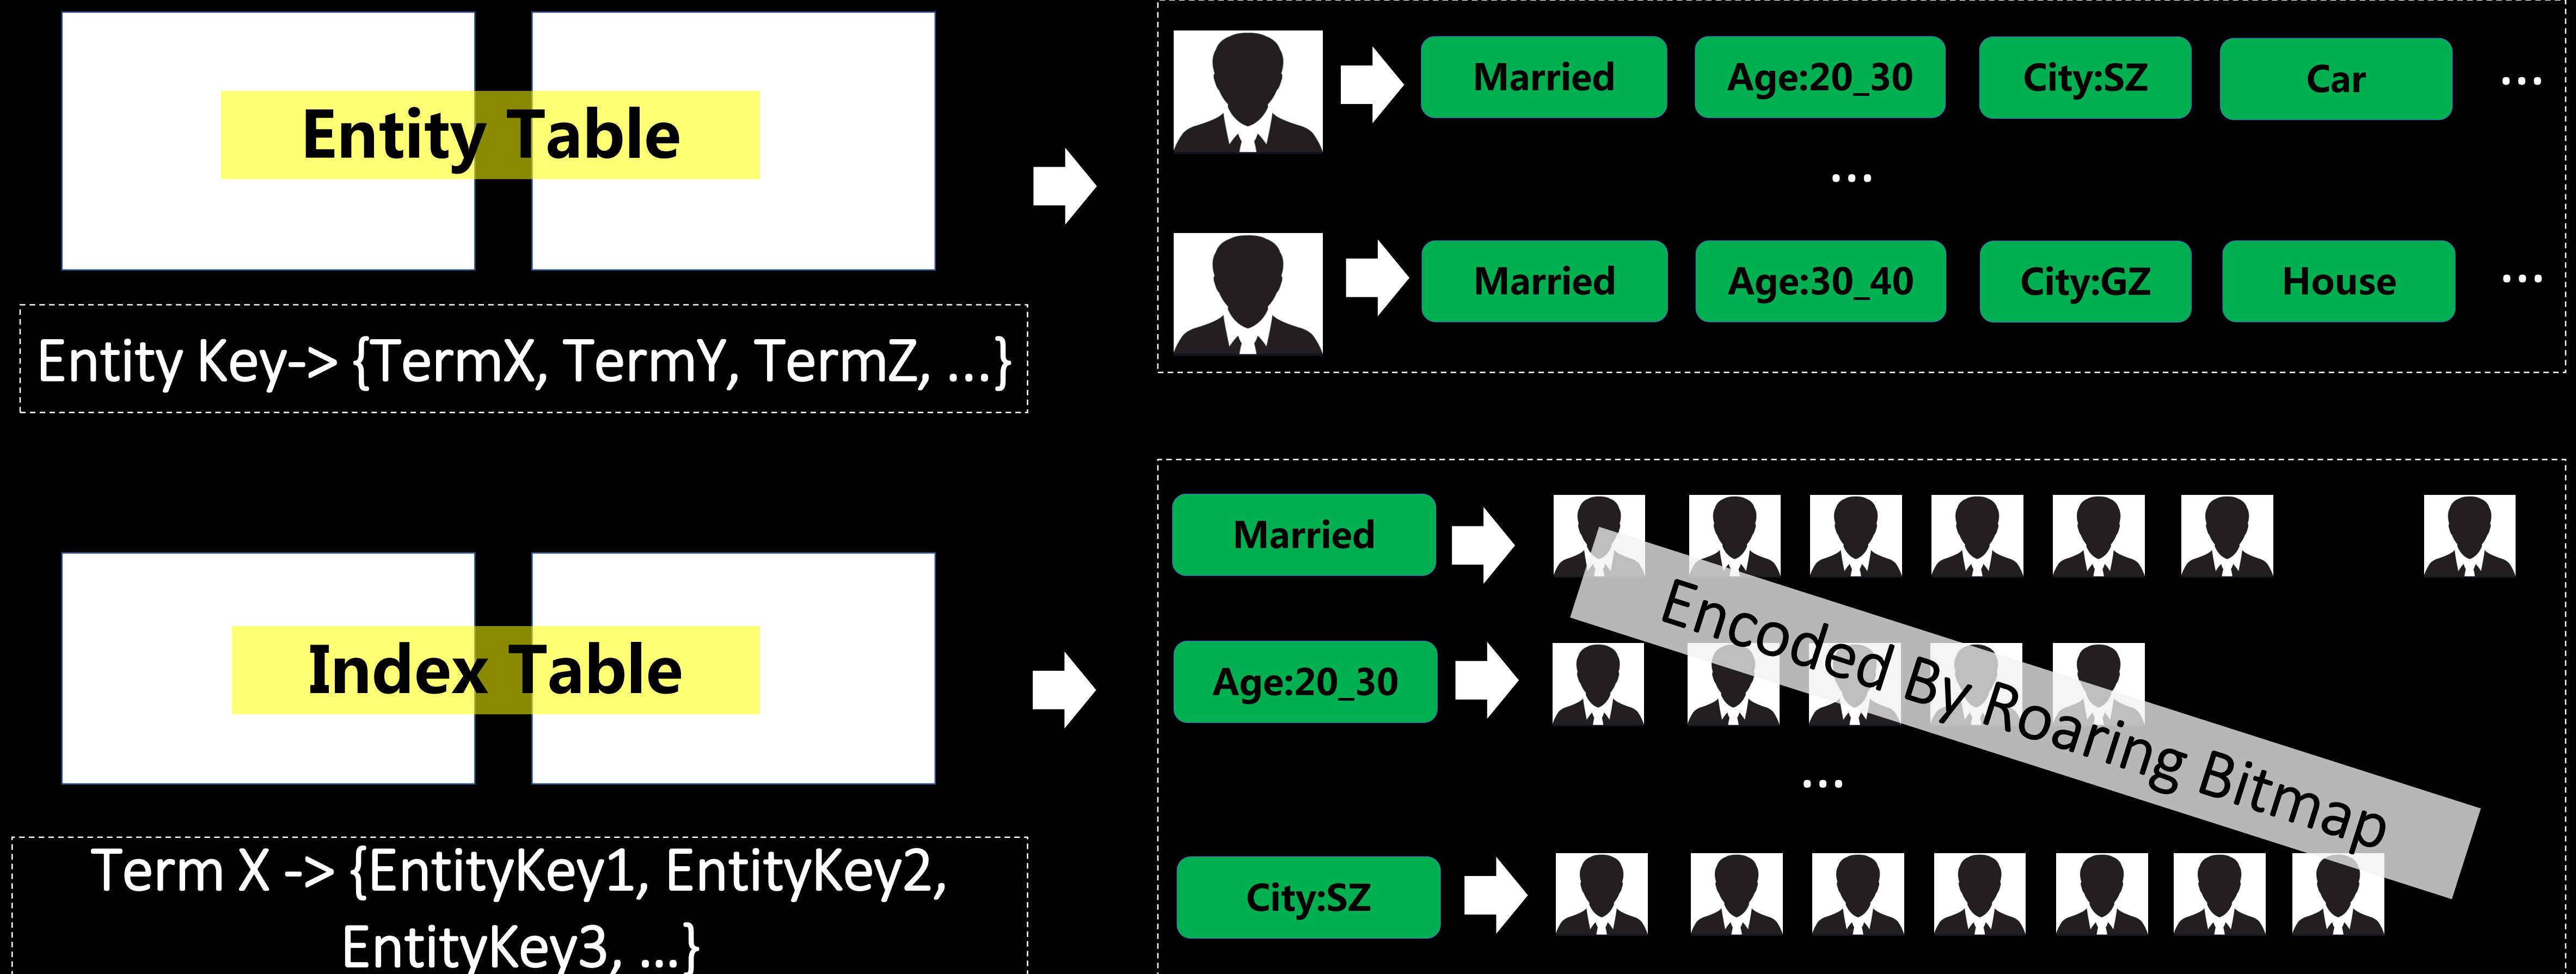 Entity Table
Entity Key-> {TermX, TermY, TermZ, ...}
Married Age:20_30 City:SZ Car ...
...
Married Age:30_40 City:GZ House ...
Index Table
Term X -> {EntityKey1, EntityKey2,
EntityKey3, ...}
Married
Age:20_30
...
City:SZ
Encoded By Roaring Bitmap